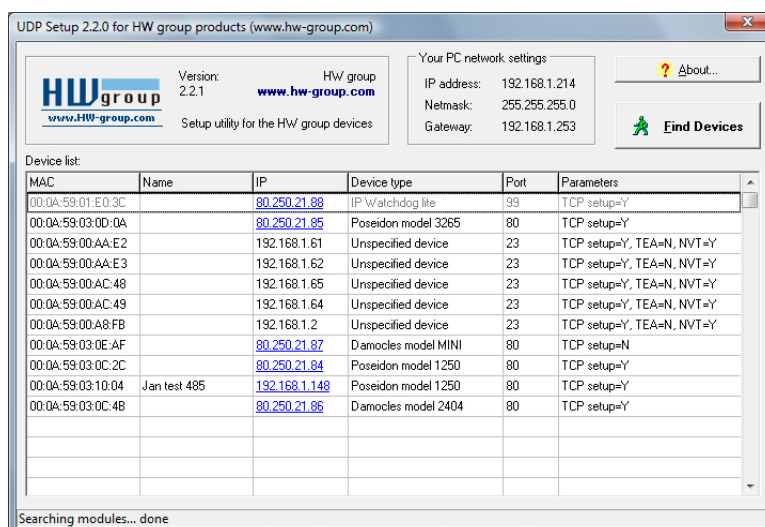 UDP Setup 2.2.0 for HW group products (www.hw-group.com)
HW group
www.HW-group.com
Version: HW group
2.2.1 www.hw-group.com
Setup utility for the HW group devices
Your PC network settings
IP address: 192.168.1.214
Netmask: 255.255.255.0
Gateway: 192.168.1.253
? About...
Find Devices
Device list:
MAC Name IP Device type Port Parameters
00:0A:59:01:E0:3C 80.250.21.88 IP Watchdog lite 99 TCP setup=Y
00:0A:59:03:0D:0A 80.250.21.85 Poseidon model 3265 80 TCP setup=Y
00:0A:59:00:AA:E2 192.168.1.61 Unspecified device 23 TCP setup=Y, TEA=N, NVT=Y
00:0A:59:00:AA:E3 192.168.1.62 Unspecified device 23 TCP setup=Y, TEA=N, NVT=Y
00:0A:59:00:AC:48 192.168.1.65 Unspecified device 23 TCP setup=Y, TEA=N, NVT=Y
00:0A:59:00:AC:49 192.168.1.64 Unspecified device 23 TCP setup=Y, TEA=N, NVT=Y
00:0A:59:00:A8:FB 192.168.1.2 Unspecified device 23 TCP setup=Y, TEA=N, NVT=Y
00:0A:59:03:0E:AF 80.250.21.87 Damocles model MINI 80 TCP setup=N
00:0A:59:03:0C:2C 80.250.21.84 Poseidon model 1250 80 TCP setup=Y
00:0A:59:03:10:04 Jan test 485 192.168.1.148 Poseidon model 1250 80 TCP setup=Y
00:0A:59:03:0C:4B 80.250.21.86 Damocles model 2404 80 TCP setup=Y
Searching modules... done